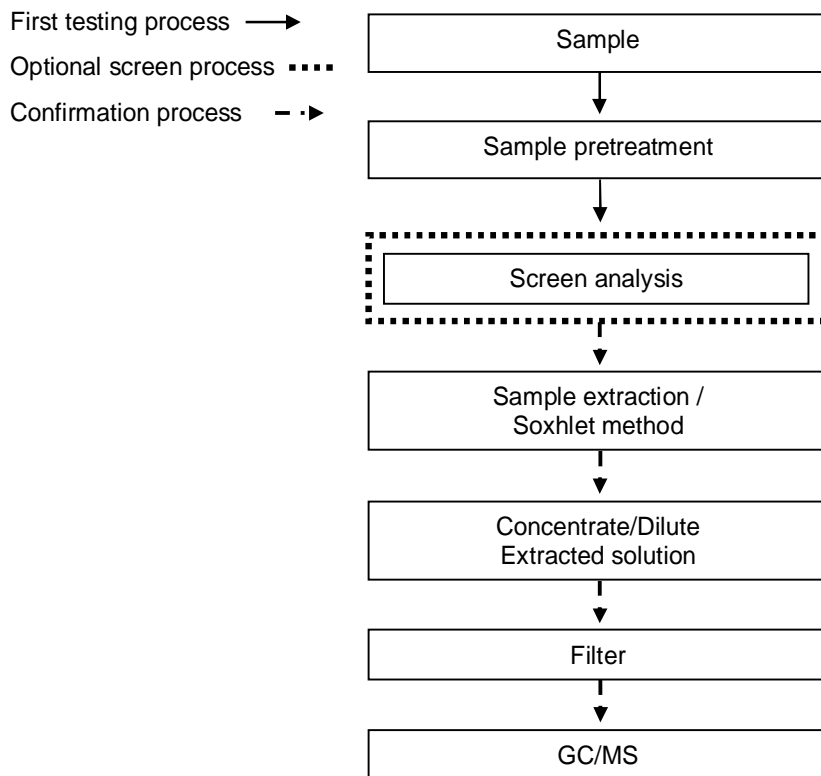 First testing process
Optional screen process
Confirmation process
Sample
Sample pretreatment
Screen analysis
Sample extraction /
Soxhlet method
Concentrate/Dilute
Extracted solution
Filter
GC/MS